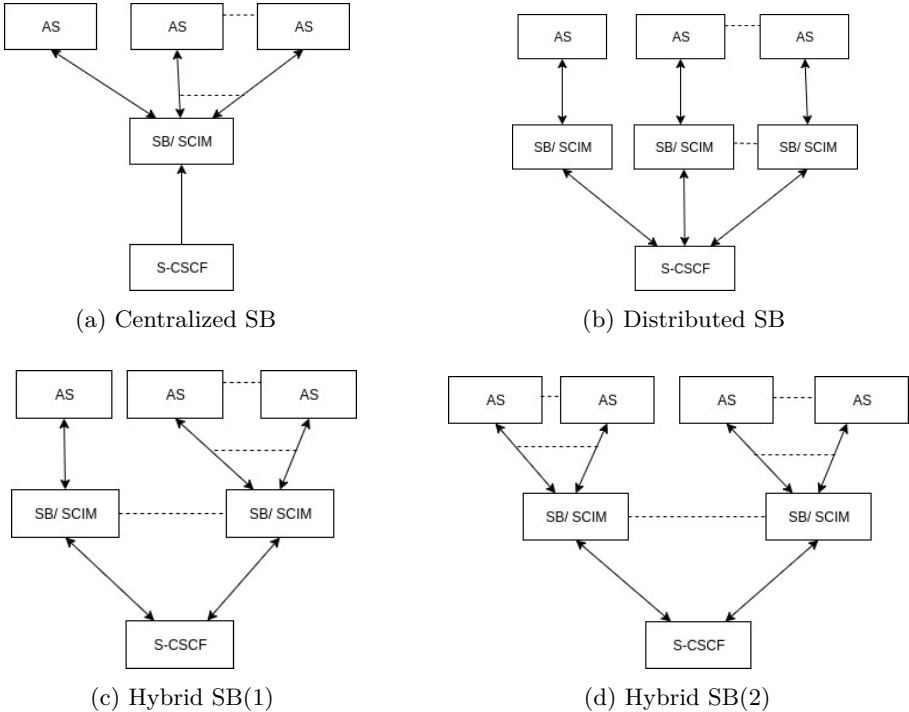 AS
AS
AS
SB/ SCIM
S-CSCF
(a) Centralized SB
AS
AS
AS
SB/ SCIM
SB/ SCIM
SB/ SCIM
S-CSCF
(b) Distributed SB
AS
AS
AS
SB/ SCIM
SB/ SCIM
S-CSCF
(c) Hybrid SB(1)
AS
AS
AS
AS
SB/ SCIM
SB/ SCIM
S-CSCF
(d) Hybrid SB(2)